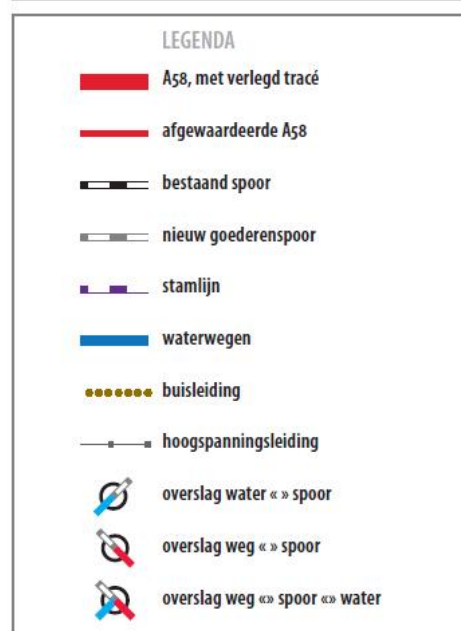 LEGENDA
A58, met verlegd tracé
afgewaardeerde A58
bestaand spoor
nieuw goederenspoor
stamlijn
waterwegen
buisleiding
hoogspanningsleiding
overslag water «» spoor
overslag weg «» spoor
overslag weg «» spoor «» water